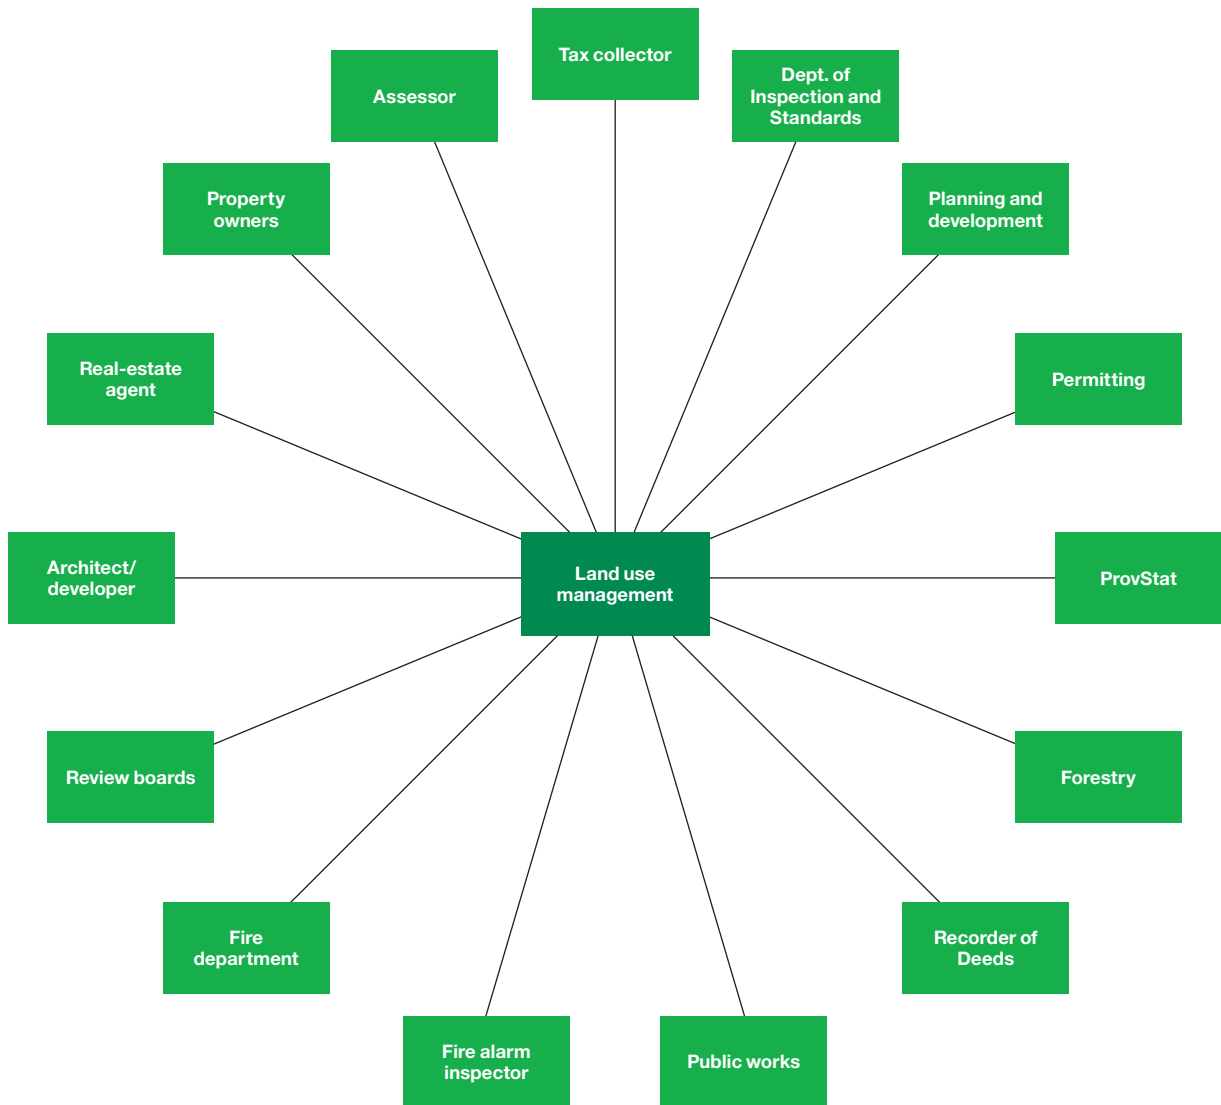 Tax collector
Assessor
Dept. of
Inspection and
Standards
Property
owners
Planning and
development
Real-estate
agent
Permitting
Architect/
developer
Land use
management
ProvStat
Review boards
Forestry
Fire
department
Recorder of
Deeds
Fire alarm
inspector
Public works